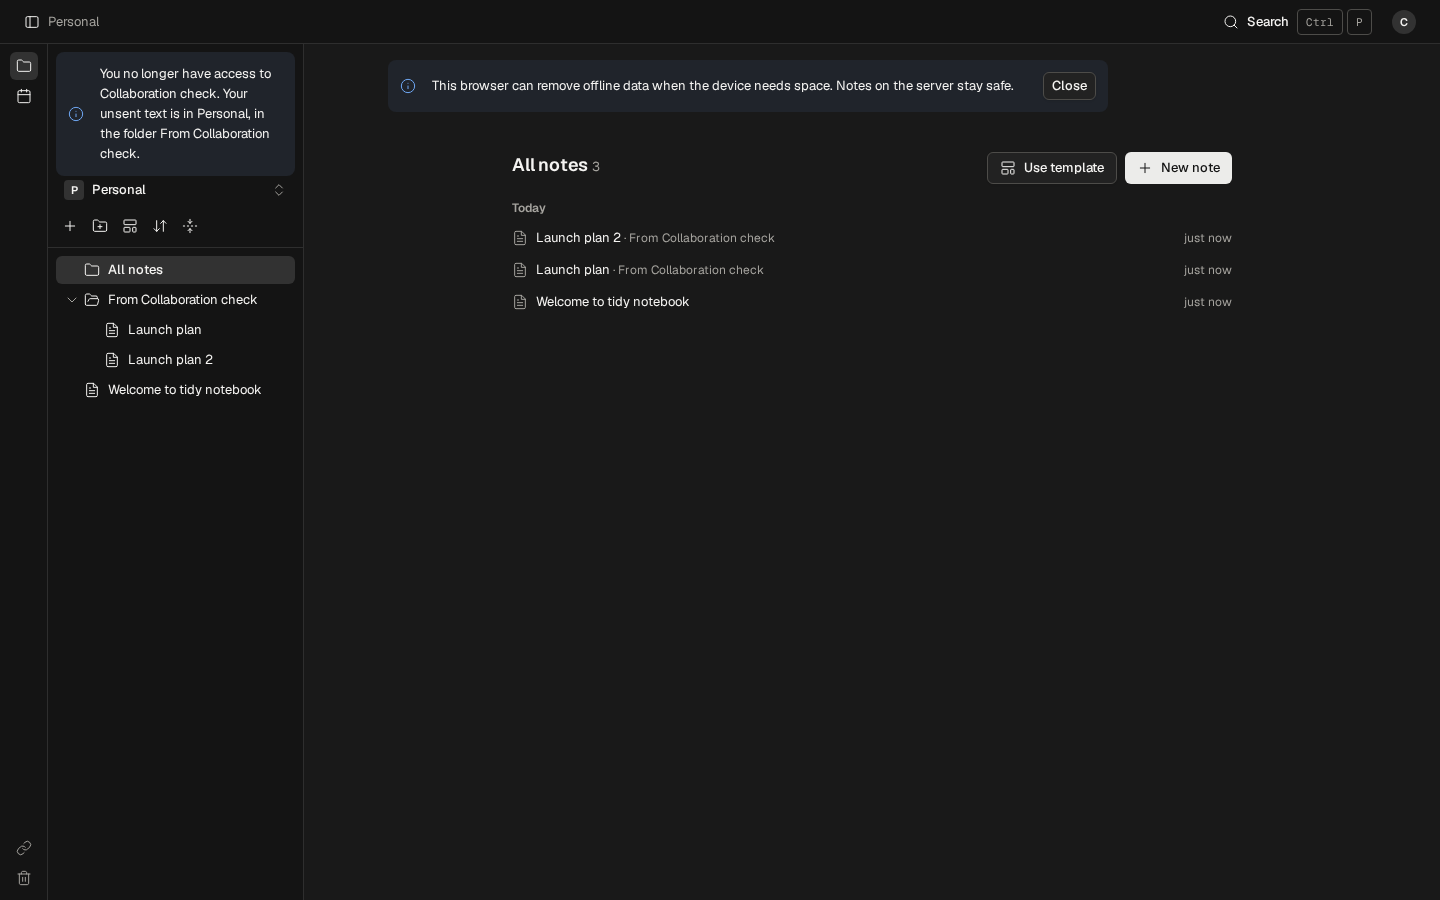 Personal
Search Ctrl P C
You no longer have access to
Collaboration check. Your
unsent text is in Personal, in
the folder From Collaboration
check.
P Personal
All notes
From Collaboration check
Launch plan
Launch plan 2
Welcome to tidy notebook
This browser can remove offline data when the device needs space. Notes on the server stay safe.
Close
All notes 3
Use template
New note
Today
Launch plan 2 · From Collaboration check just now
Launch plan · From Collaboration check just now
Welcome to tidy notebook just now